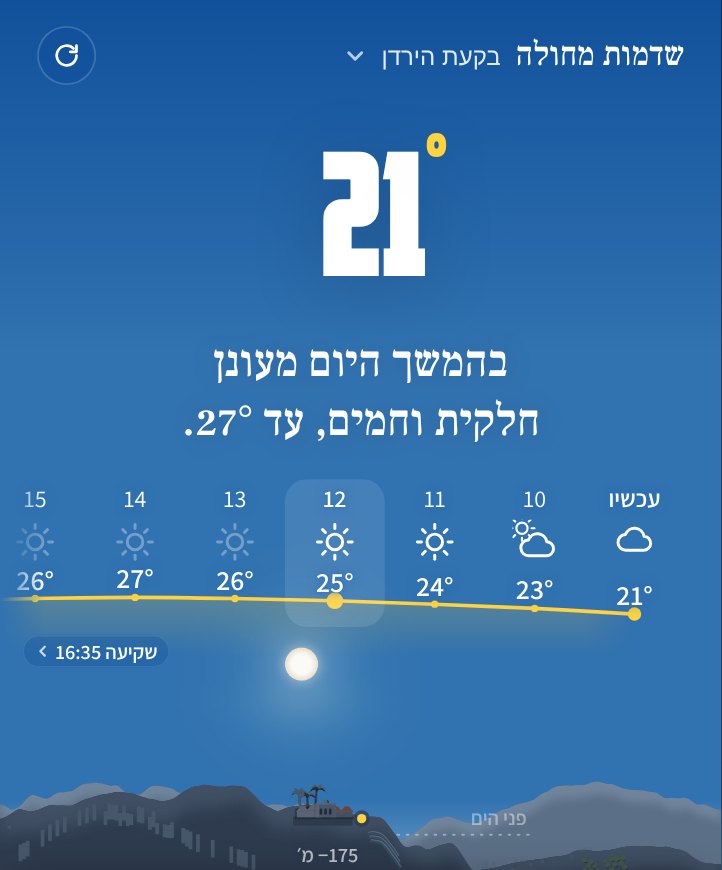 שדמות מחולה בקעת הירדן
21°
בהמשך היום מעונן
חלקית וחמים, עד 27°.
עכשיו 10 11 12 13 14 15
21° 23° 24° 25° 26° 27° 26°
שקיעה 16:35
פני הים
−175 מ׳